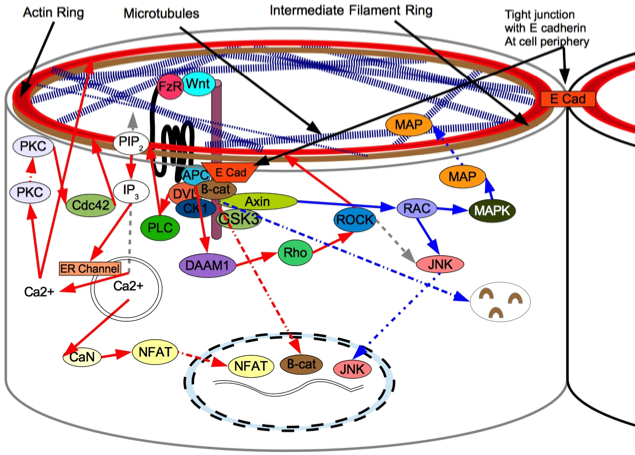 Actin Ring
Microtubules
Intermediate Filament Ring
Tight junction
with E cadherin
At cell periphery
FzR
Wnt
E Cad
MAP
PKC
PIP2
APC
E Cad
PKC
IP3
DVL
B-cat
MAP
Cdc42
CK1
Axin
GSK3
PLC
ROCK
RAC
MAPK
Rho
ER Channel
DAAM1
JNK
Ca2+
Ca2+
CaN
NFAT
NFAT
B-cat
JNK